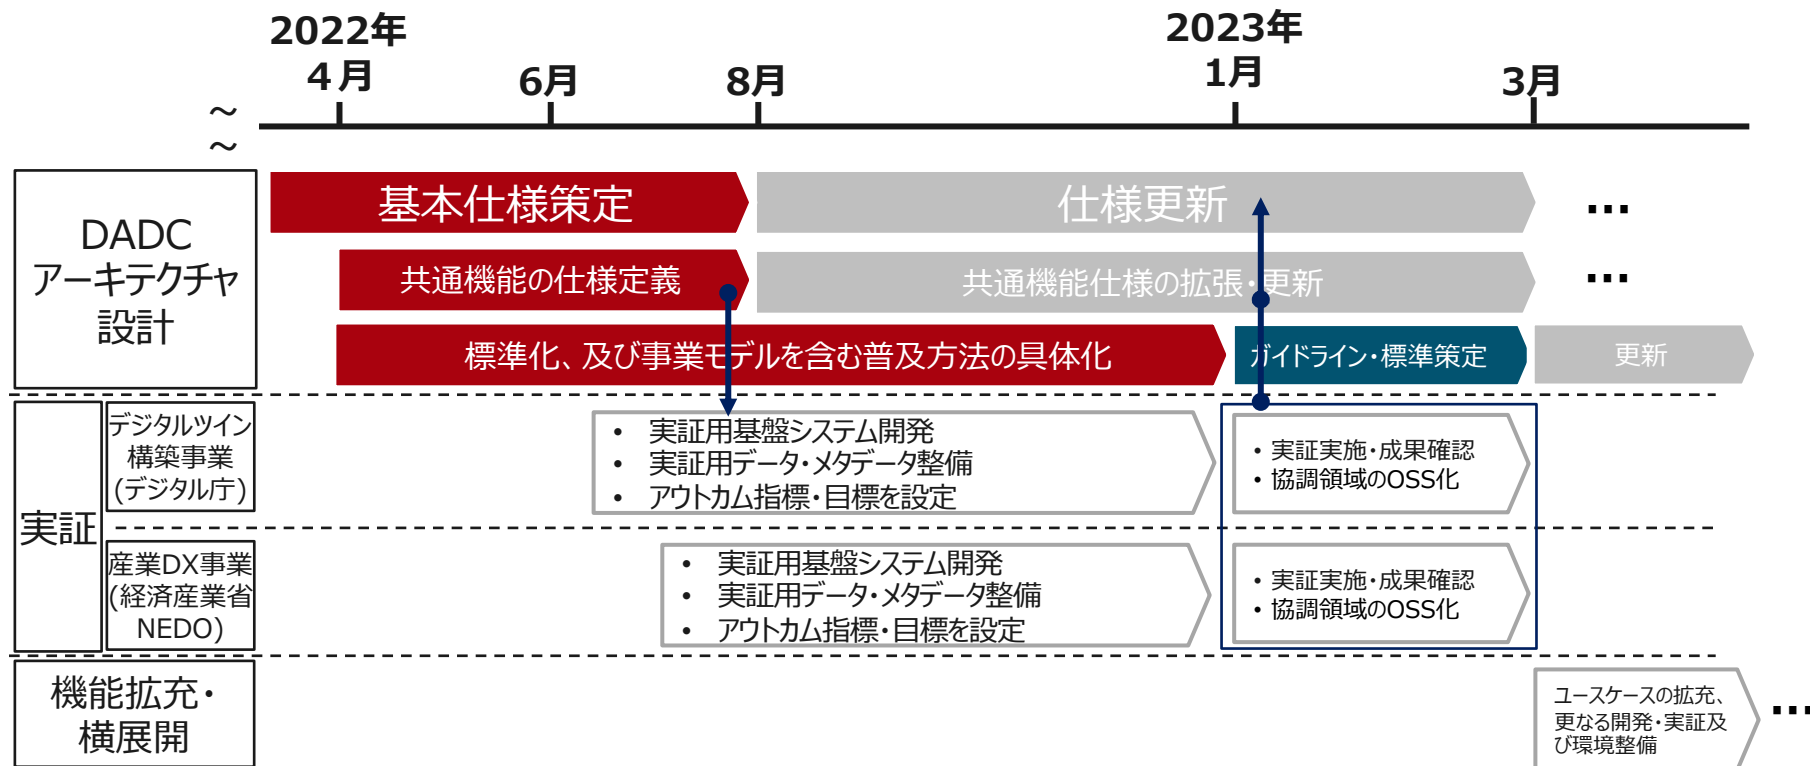 2022年
４月
6月
8月
2023年
1月
3月
～
～
DADC
アーキテクチャ
設計
基本仕様策定
仕様更新
…
共通機能の仕様定義
共通機能仕様の拡張・更新
…
標準化、及び事業モデルを含む普及方法の具体化
ガイドライン・標準策定
更新
実証
デジタルツイン
構築事業
(デジタル庁)
• 実証用基盤システム開発
• 実証用データ・メタデータ整備
• アウトカム指標・目標を設定
• 実証実施・成果確認
• 協調領域のOSS化
産業DX事業
(経済産業省
NEDO)
• 実証用基盤システム開発
• 実証用データ・メタデータ整備
• アウトカム指標・目標を設定
• 実証実施・成果確認
• 協調領域のOSS化
機能拡充・
横展開
ユースケースの拡充、
更なる開発・実証及
び環境整備
…